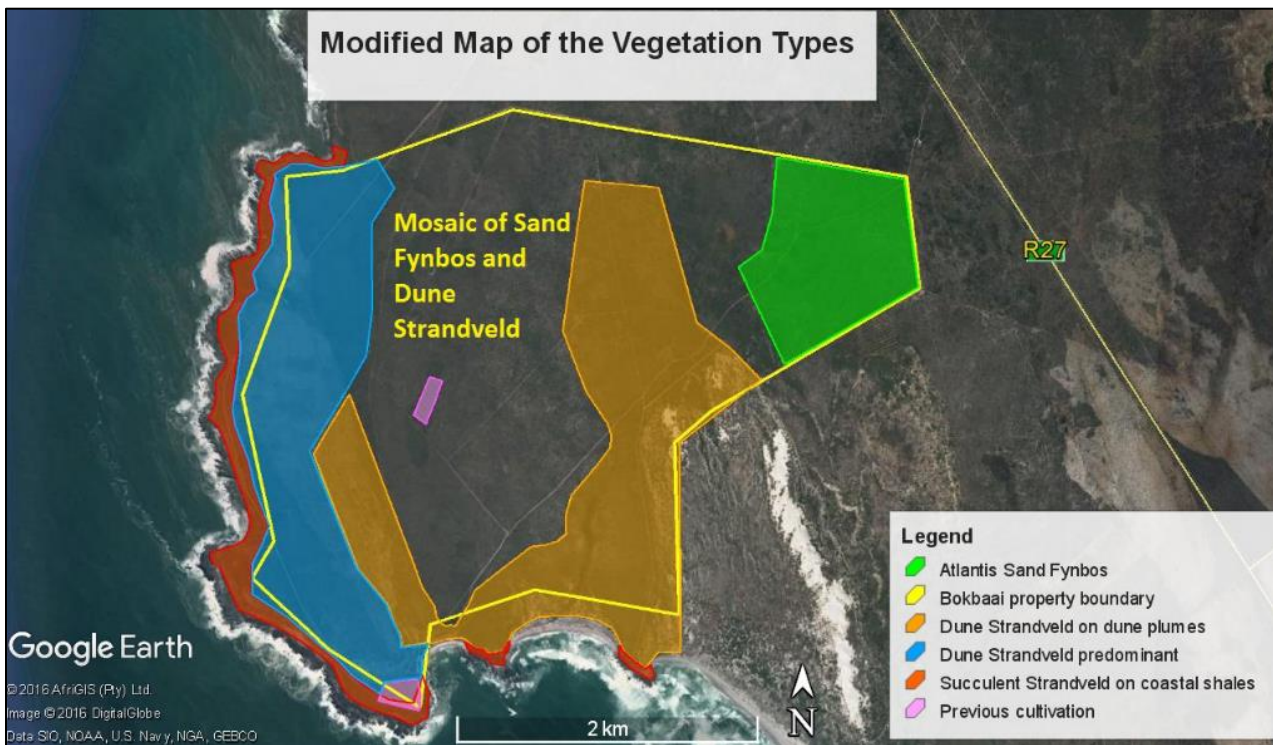 Modified Map of the Vegetation Types
Mosaic of Sand
Fynbos and
Dune
Strandveld
R27
Legend
Atlantis Sand Fynbos
Bokbaai property boundary
Dune Strandveld on dune plumes
Dune Strandveld predominant
Succulent Strandveld on coastal shales
Previous cultivation
Google Earth
©2016 AfriGIS (Pty) Ltd.
Image ©2016 DigitalGlobe
Data SIO, NOAA, U.S. Navy, NGA, GEBCO
2 km
N